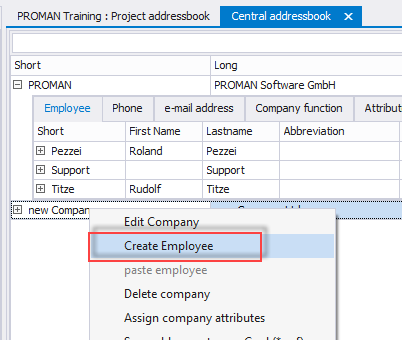 PROMAN Training : Project addressbook Central addressbook
Short Long
PROMAN PROMAN Software GmbH
Employee Phone e-mail address Company function Attribut
Short First Name Lastname Abbreviation
Pezzei Roland Pezzei
Support Support
Titze Rudolf Titze
new Compan
Edit Company
Create Employee
paste employee
Delete company
Assign company attributes